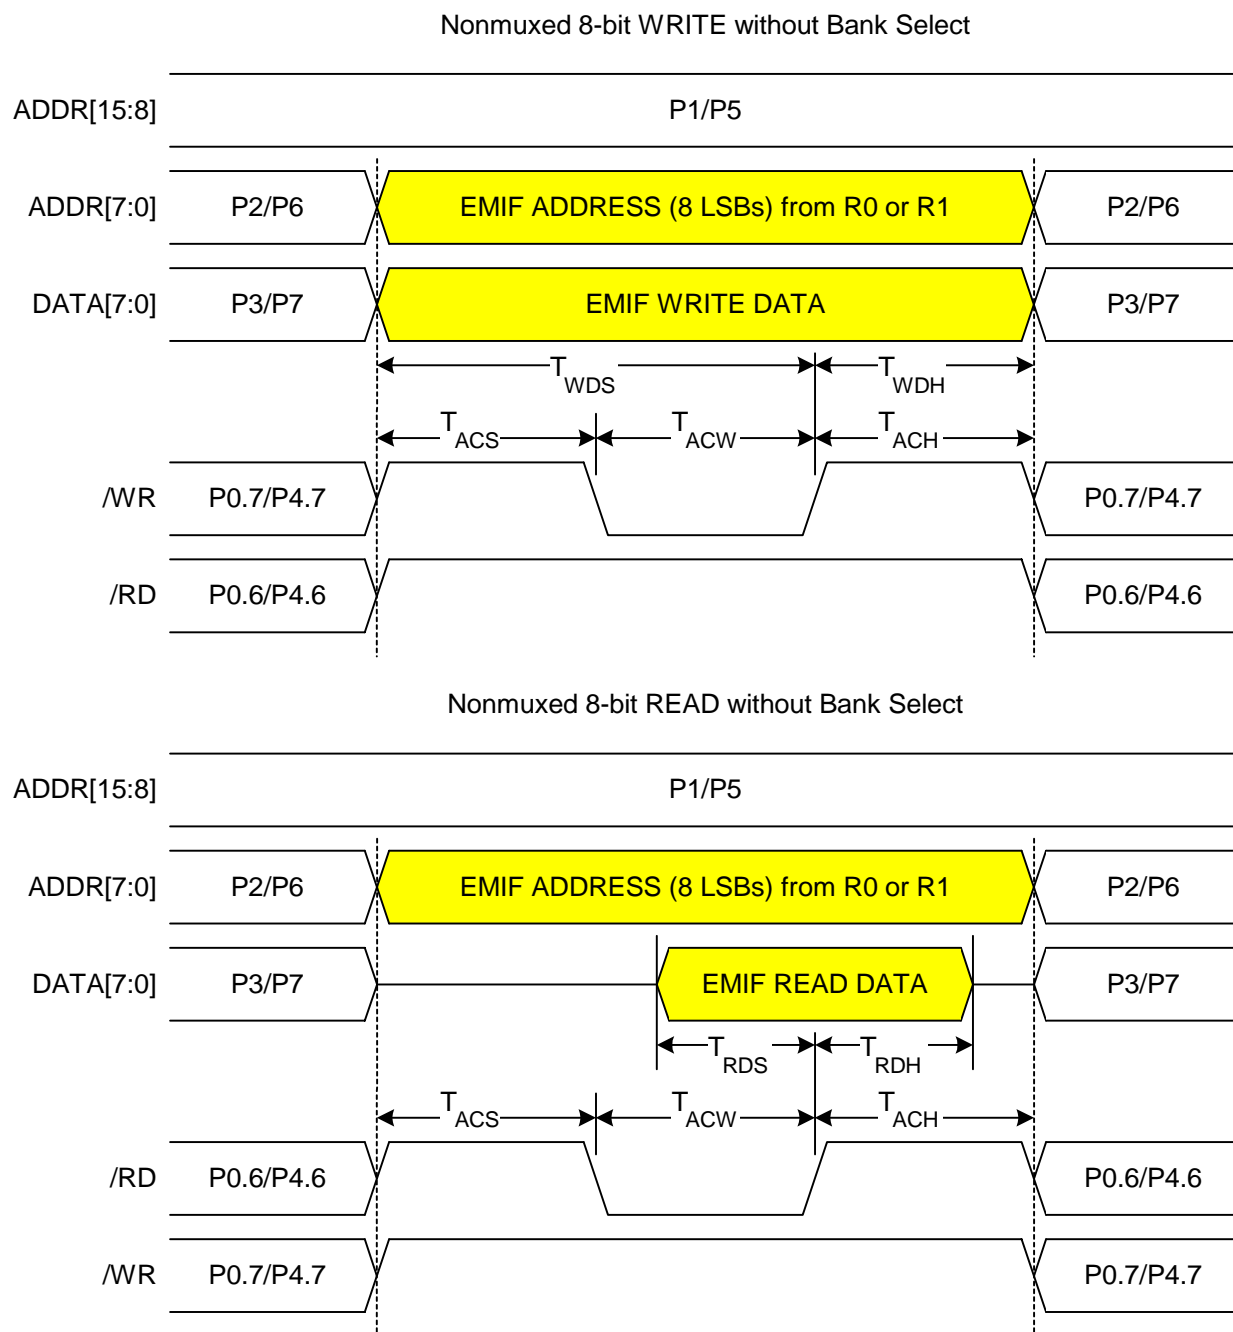 Nonmuxed 8-bit WRITE without Bank Select
ADDR[15:8] P1/P5
ADDR[7:0] P2/P6 EMIF ADDRESS (8 LSBs) from R0 or R1 P2/P6
DATA[7:0] P3/P7 EMIF WRITE DATA P3/P7
TWDS TWDH
TACS TACW TACH
/WR P0.7/P4.7 P0.7/P4.7
/RD P0.6/P4.6 P0.6/P4.6
Nonmuxed 8-bit READ without Bank Select
ADDR[15:8] P1/P5
ADDR[7:0] P2/P6 EMIF ADDRESS (8 LSBs) from R0 or R1 P2/P6
DATA[7:0] P3/P7 EMIF READ DATA P3/P7
TRDS TRDH
TACS TACW TACH
/RD P0.6/P4.6 P0.6/P4.6
/WR P0.7/P4.7 P0.7/P4.7